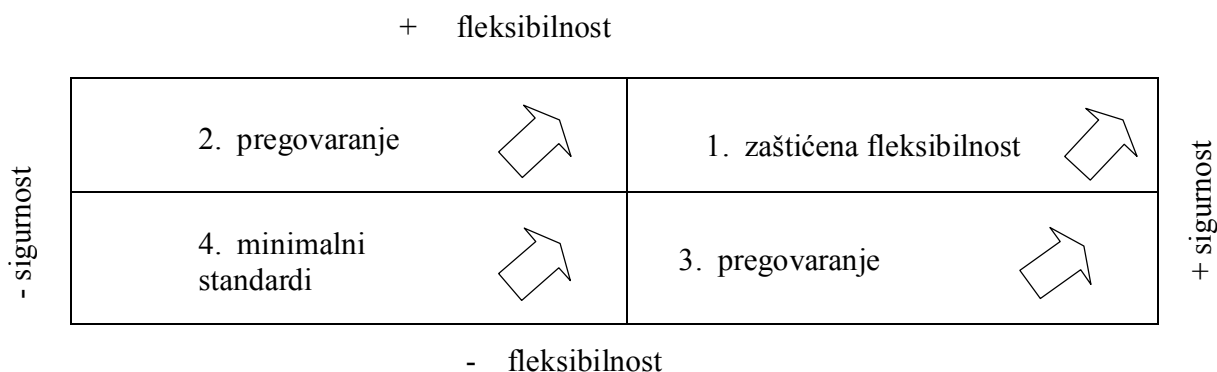 + fleksibilnost
- sigurnost
2. pregovaranje
1. zaštićena fleksibilnost
+ sigurnost
4. minimalni
standardi
3. pregovaranje
- fleksibilnost